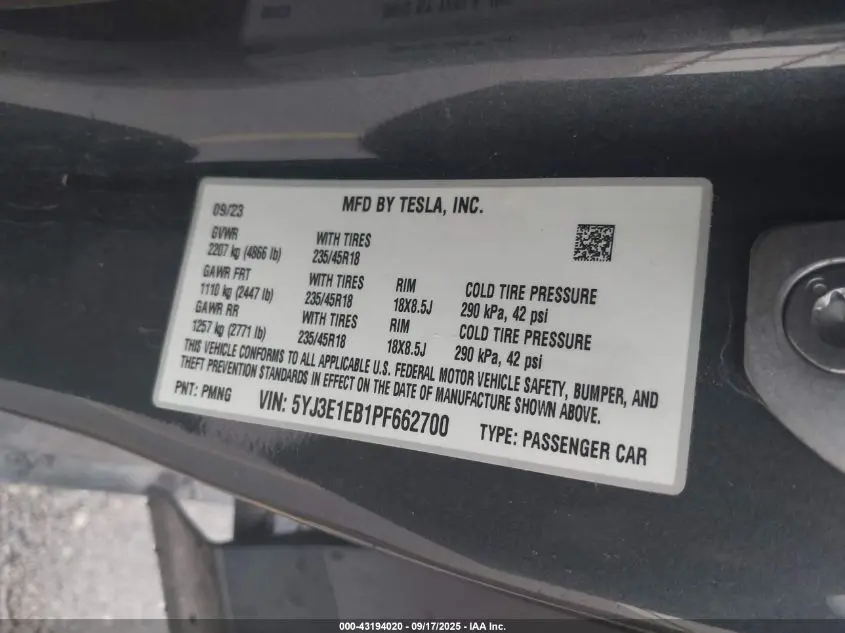 09/23 MFD BY TESLA, INC.
GVWR
2207 kg (4866 lb)
WITH TIRES
235/45R18
GAWR FRT
1110 kg (2447 lb)
WITH TIRES
235/45R18
RIM
18X8.5J
COLD TIRE PRESSURE
290 kPa, 42 psi
GAWR RR
1257 kg (2771 lb)
WITH TIRES
235/45R18
RIM
18X8.5J
COLD TIRE PRESSURE
290 kPa, 42 psi
THIS VEHICLE CONFORMS TO ALL APPLICABLE U.S. FEDERAL MOTOR VEHICLE SAFETY, BUMPER, AND
THEFT PREVENTION STANDARDS IN EFFECT ON THE DATE OF MANUFACTURE SHOWN ABOVE.
PNT: PMNG VIN: 5YJ3E1EB1PF662700 TYPE: PASSENGER CAR
000-43194020 - 09/17/2025 - IAA Inc.